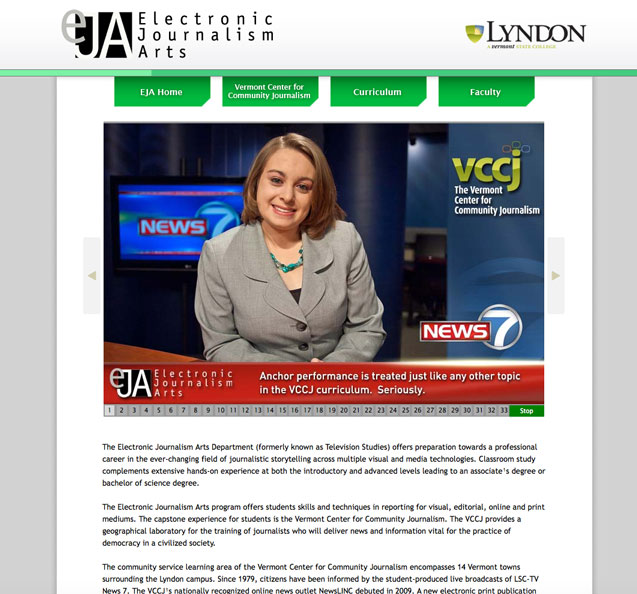 eJA Electronic
Journalism
Arts
LYNDON
A vermont STATE COLLEGE
EJA Home
Vermont Center for
Community Journalism
Curriculum
Faculty
vccj
The Vermont
Center for
Community Journalism
NEWS 7
NEWS 7
eJA Electronic
Journalism
Arts
Anchor performance is treated just like any other topic
in the VCCJ curriculum. Seriously.
1 2 3 4 5 6 7 8 9 10 11 12 13 14 15 16 17 18 19 20 21 22 23 24 25 26 27 28 29 30 31 32 33 Stop
The Electronic Journalism Arts Department (formerly known as Television Studies) offers preparation towards a professional
career in the ever-changing field of journalistic storytelling across multiple visual and media technologies. Classroom study
complements extensive hands-on experience at both the introductory and advanced levels leading to an associate's degree or
bachelor of science degree.
The Electronic Journalism Arts program offers students skills and techniques in reporting for visual, editorial, online and print
mediums. The capstone experience for students is the Vermont Center for Community Journalism. The VCCJ provides a
geographical laboratory for the training of journalists who will deliver news and information vital for the practice of
democracy in a civilized society.
The community service learning area of the Vermont Center for Community Journalism encompasses 14 Vermont towns
surrounding the Lyndon campus. Since 1979, citizens have been informed by the student-produced live broadcasts of LSC-TV
News 7. The VCCJ's nationally recognized online news outlet NewsLINC debuted in 2009. A new electronic print publication